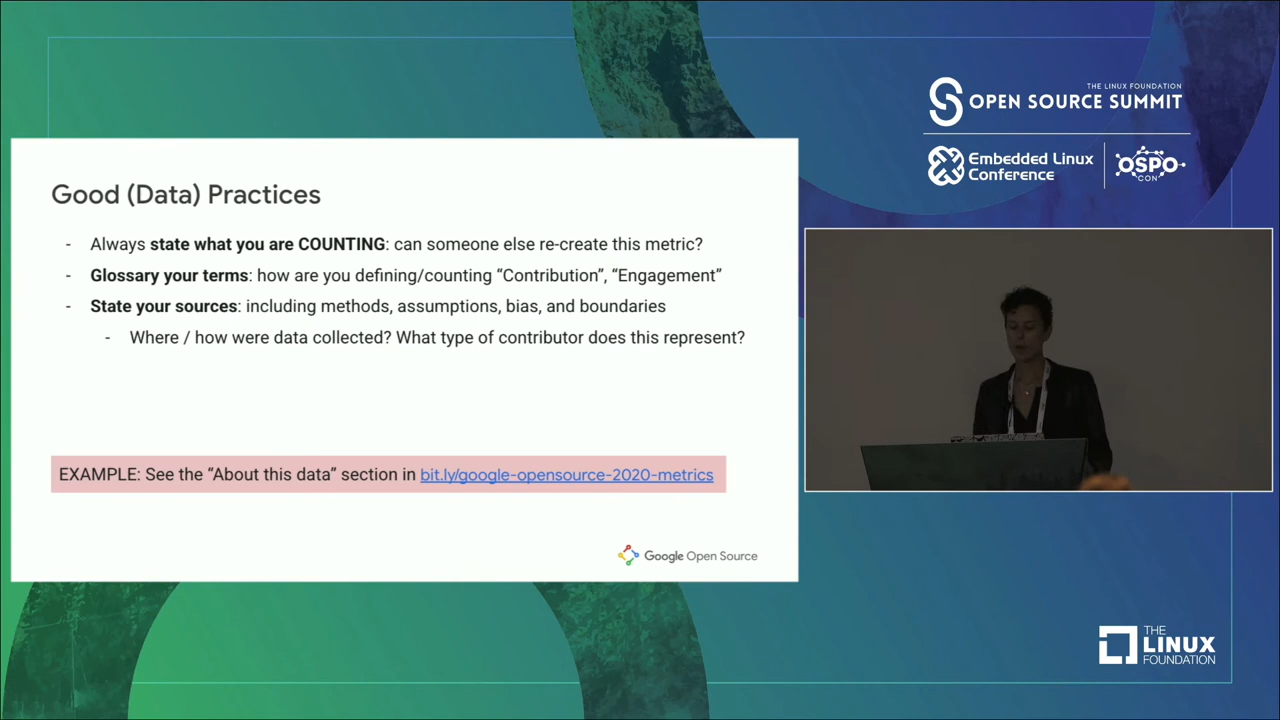 THE LINUX FOUNDATION
OPEN SOURCE SUMMIT
Embedded Linux
Conference
OSPO
CON
Good (Data) Practices
- Always state what you are COUNTING: can someone else re-create this metric?
- Glossary your terms: how are you defining/counting “Contribution”, “Engagement”
- State your sources: including methods, assumptions, bias, and boundaries
- Where / how were data collected? What type of contributor does this represent?
EXAMPLE: See the “About this data” section in bit.ly/google-opensource-2020-metrics
Google Open Source
THE
LINUX
FOUNDATION